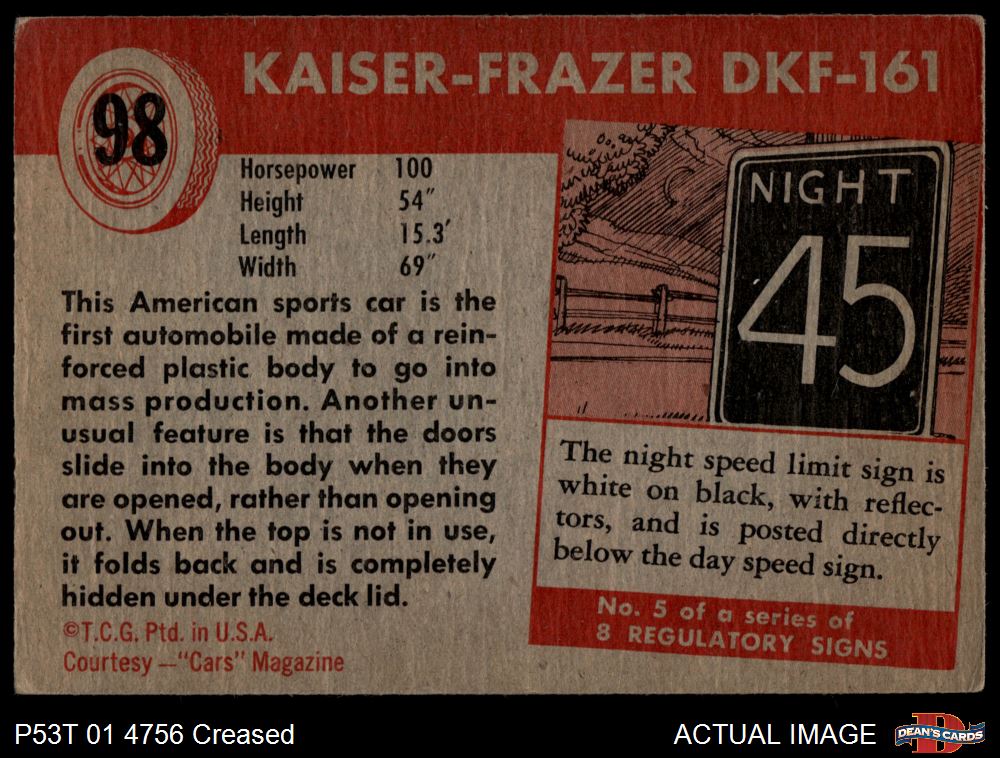 98
KAISER-FRAZER DKF-161
Horsepower 100
Height 54"
Length 15.3'
Width 69"
This American sports car is the
first automobile made of a rein-
forced plastic body to go into
mass production. Another un-
usual feature is that the doors
slide into the body when they
are opened, rather than opening
out. When the top is not in use,
it folds back and is completely
hidden under the deck lid.
©T.C.G. Ptd. in U.S.A.
Courtesy—"Cars" Magazine
NIGHT
45
The night speed limit sign is
white on black, with reflec-
tors, and is posted directly
below the day speed sign.
No. 5 of a series of
8 REGULATORY SIGNS
P53T 01 4756 Creased
ACTUAL IMAGE
DEAN'S CARDS